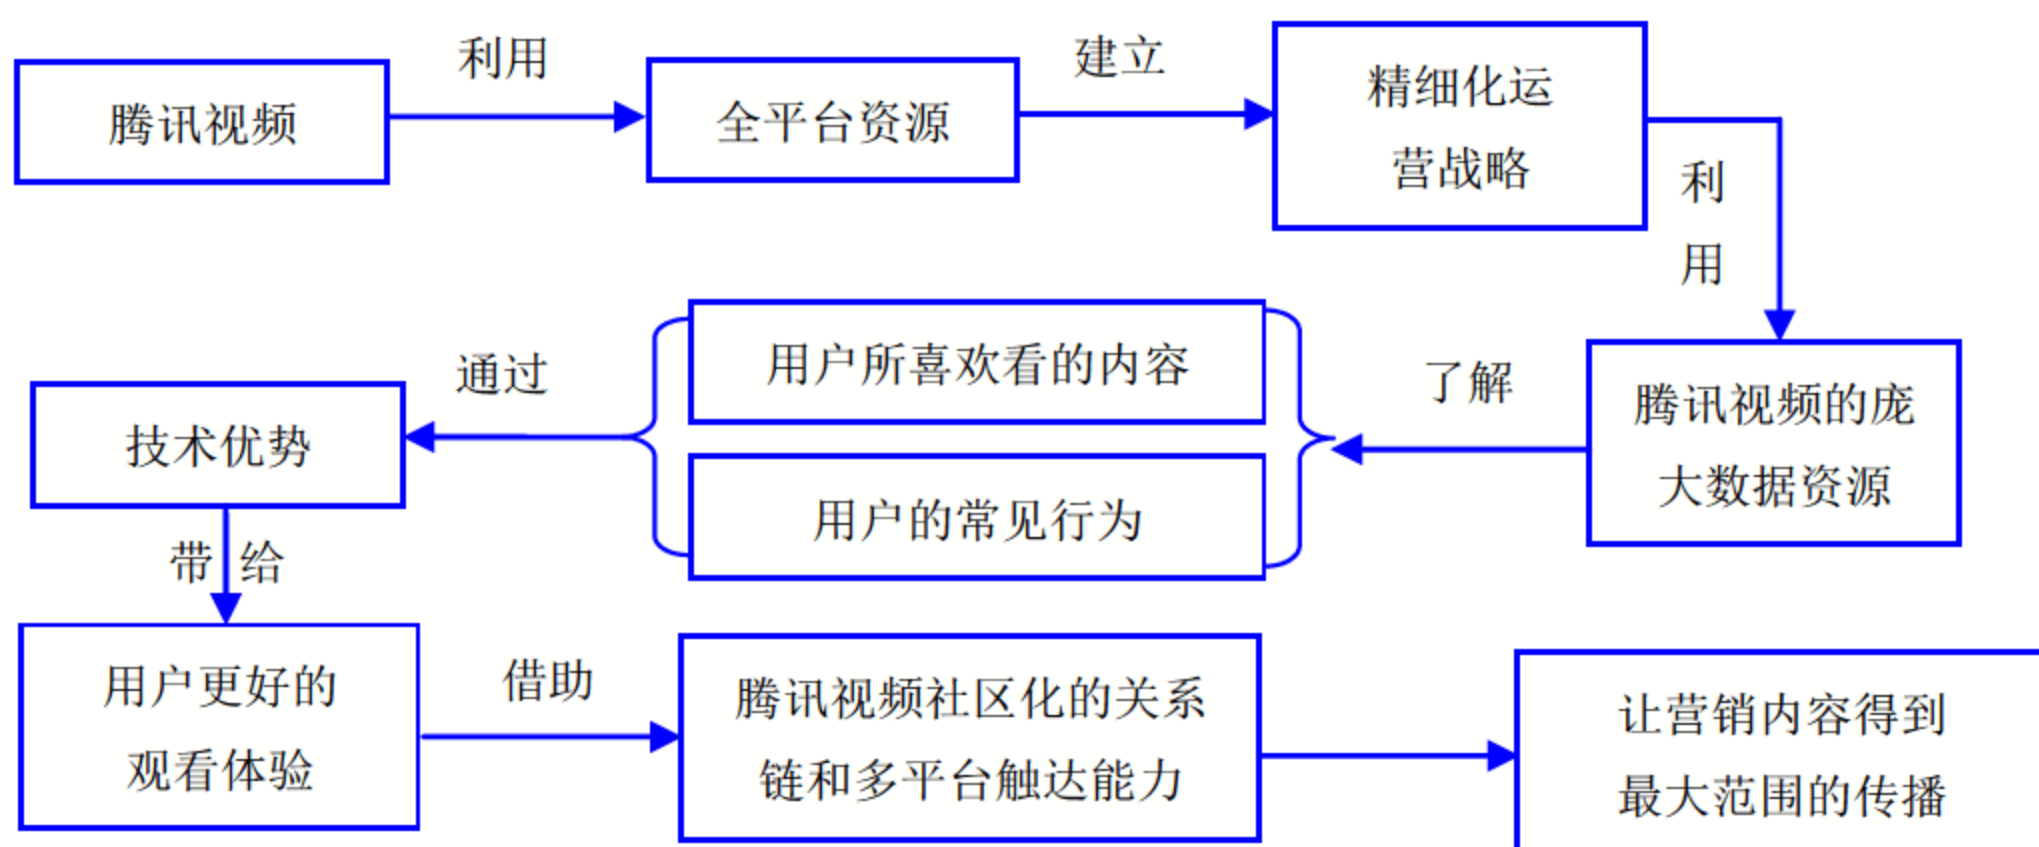 腾讯视频
利用
全平台资源
建立
精细化运
营战略
利
用
腾讯视频的庞
大数据资源
了解
用户所喜欢看的内容
用户的常见行为
通过
技术优势
带给
用户更好的
观看体验
借助
腾讯视频社区化的关系
链和多平台触达能力
让营销内容得到
最大范围的传播